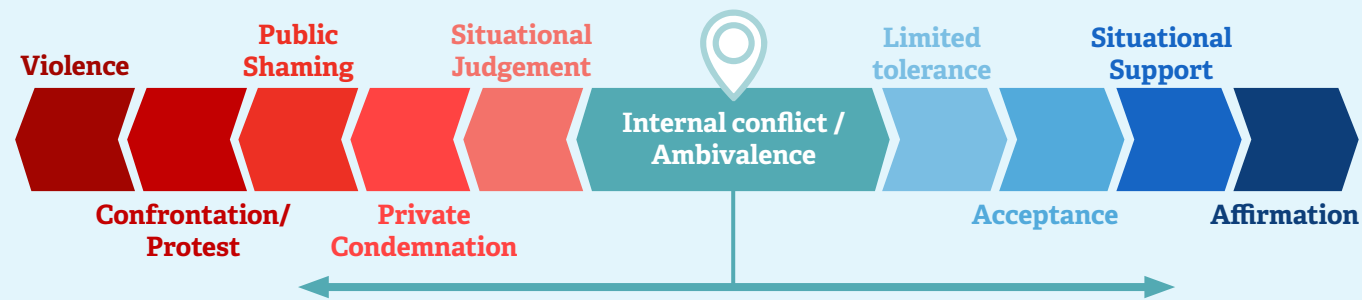 Violence
Confrontation/
Protest
Public
Shaming
Private
Condemnation
Situational
Judgement
Internal conflict /
Ambivalence
Limited
tolerance
Acceptance
Situational
Support
Affirmation